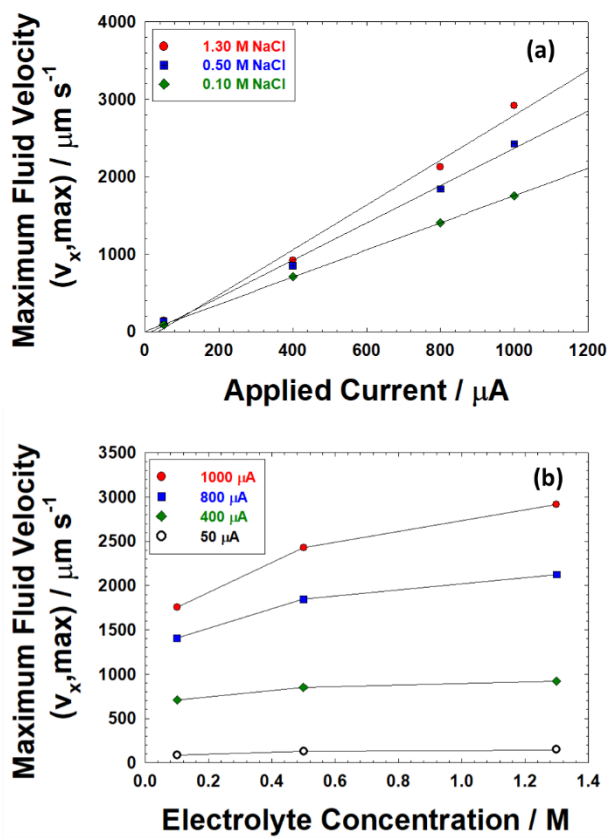 4000
3000
2000
1000
0
1.30 M NaCl
0.50 M NaCl
0.10 M NaCl
(a)
Maximum Fluid Velocity
(vx,max) / μm s-1
0 200 400 600 800 1000 1200
Applied Current / μA
3500
3000
2500
2000
1500
1000
500
0
1000 μA
800 μA
400 μA
50 μA
(b)
Maximum Fluid Velocity
(vx,max) / μm s-1
0.0 0.2 0.4 0.6 0.8 1.0 1.2 1.4
Electrolyte Concentration / M